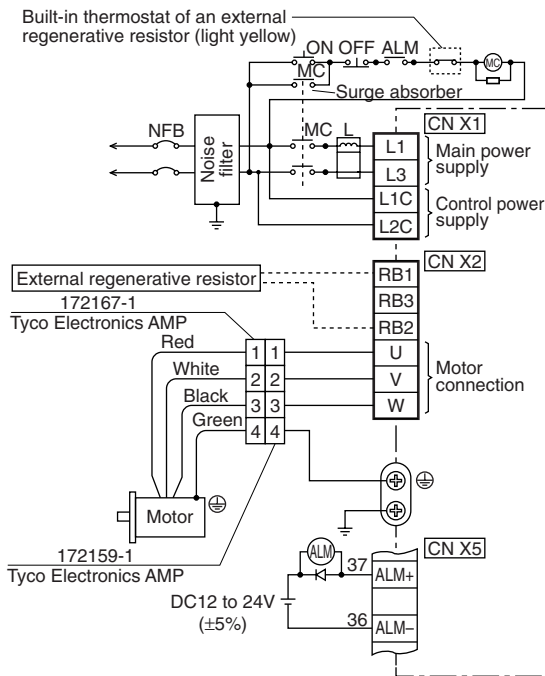 Built-in thermostat of an external
regenerative resistor (light yellow)
ON OFF ALM
MC
MC
Surge absorber
CN X1
NFB
Noise
filter
MC L
L1
L3
L1C
L2C
Main power
supply
Control power
supply
CN X2
External regenerative resistor
RB1
RB3
RB2
U
V
W
Motor
connection
172167-1
Tyco Electronics AMP
Red
White
Black
Green
1 1
2 2
3 3
4 4
Motor
172159-1
Tyco Electronics AMP
CN X5
ALM
37
ALM+
DC12 to 24V
(±5%)
36
ALM−